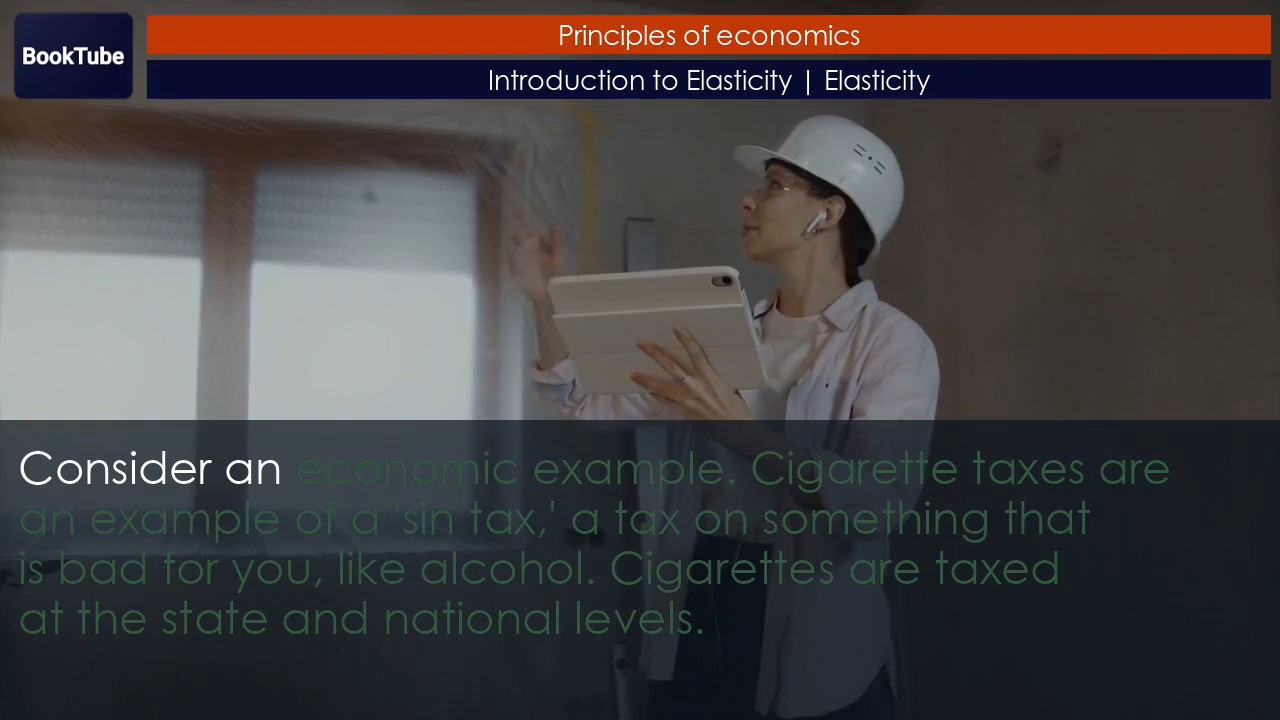 BookTube
Principles of economics
Introduction to Elasticity | Elasticity
Consider an economic example. Cigarette taxes are
an example of a 'sin tax,' a tax on something that
is bad for you, like alcohol. Cigarettes are taxed
at the state and national levels.